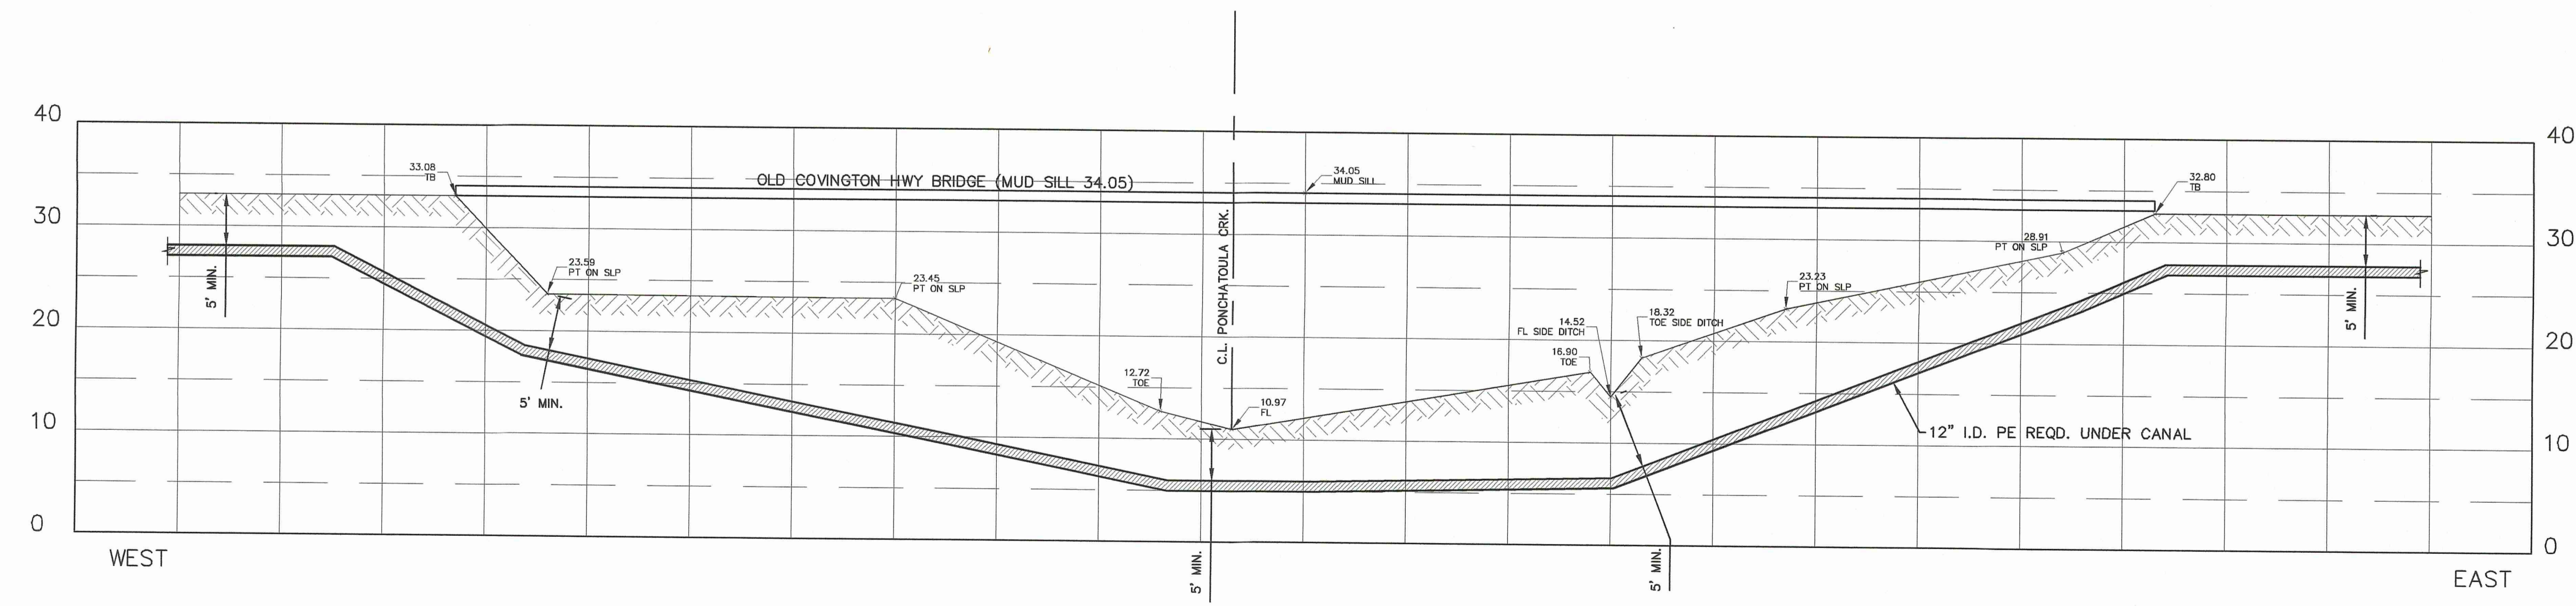 40
40
33.08
TB
OLD COVINGTON HWY BRIDGE (MUD SILL 34.05)
34.05
MUD SILL
32.80
TB
30
30
5' MIN.
23.59
PT ON SLP
23.45
PT ON SLP
C.L. PONCHATOULA CRK.
28.91
PT ON SLP
23.23
PT ON SLP
18.32
TOE SIDE DITCH
14.52
FL SIDE DITCH
16.90
TOE
5' MIN.
20
20
5' MIN.
12.72
TOE
10.97
FL
12" I.D. PE REQD. UNDER CANAL
10
10
0
0
WEST
5' MIN.
5' MIN.
EAST